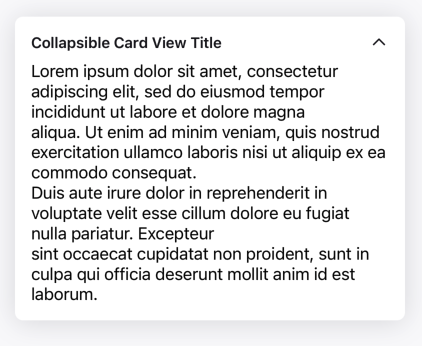 Collapsible Card View Title
Lorem ipsum dolor sit amet, consectetur
adipiscing elit, sed do eiusmod tempor
incididunt ut labore et dolore magna
aliqua. Ut enim ad minim veniam, quis nostrud
exercitation ullamco laboris nisi ut aliquip ex ea
commodo consequat.
Duis aute irure dolor in reprehenderit in
voluptate velit esse cillum dolore eu fugiat
nulla pariatur. Excepteur
sint occaecat cupidatat non proident, sunt in
culpa qui officia deserunt mollit anim id est
laborum.